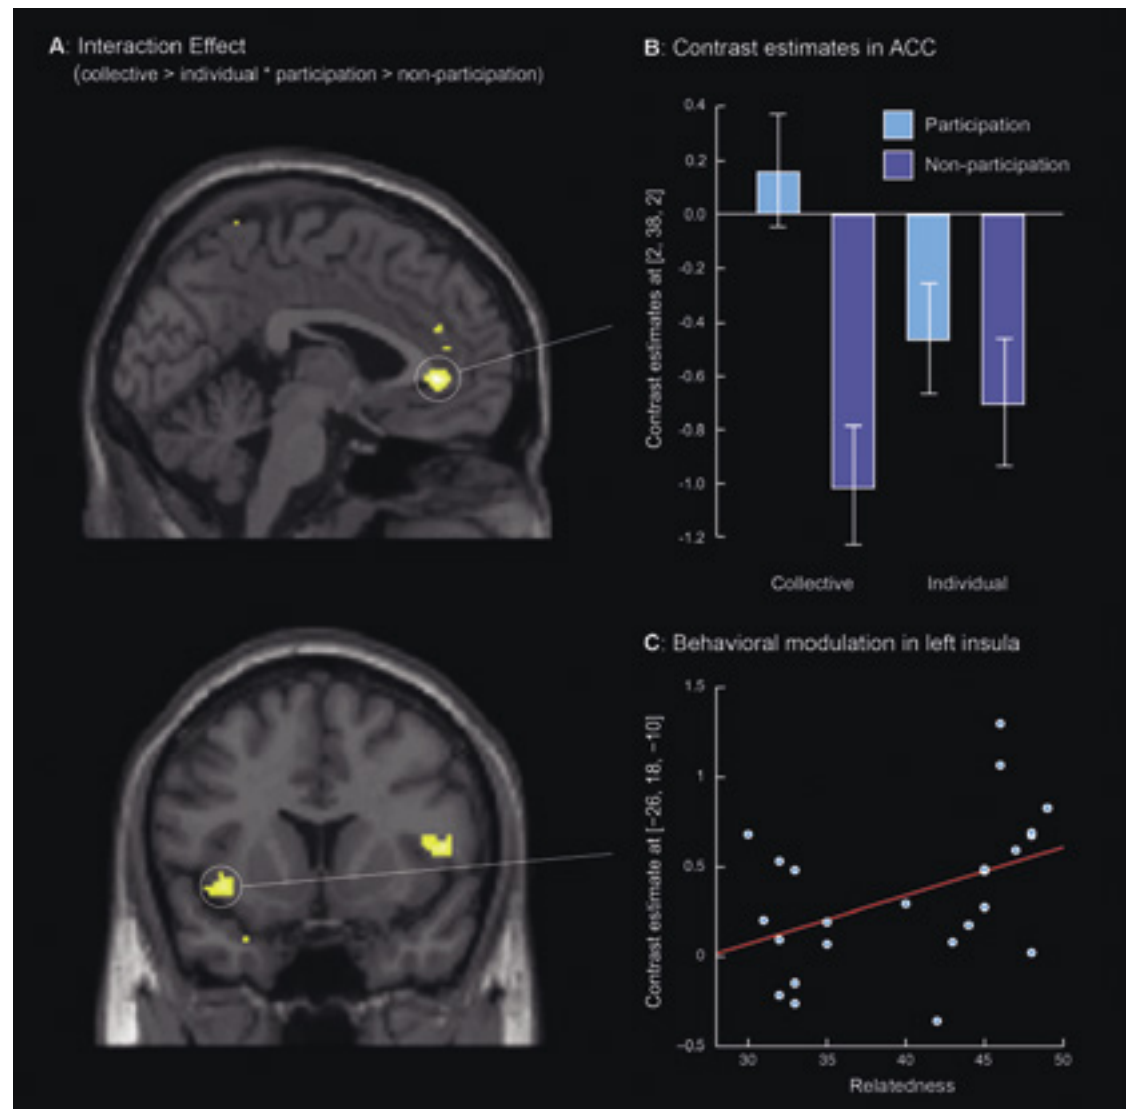 A: Interaction Effect
(collective > individual * participation > non-participation)
B: Contrast estimates in ACC
Contrast estimates at [2, 38, 2]
0.4
0.2
0.0
-0.2
-0.4
-0.6
-0.8
-1.0
-1.2
Participation
Non-participation
Collective
Individual
C: Behavioral modulation in left insula
Contrast estimate at [−26, 18, −10]
1.5
1
0.5
0
−0.5
30
35
40
45
50
Relatedness